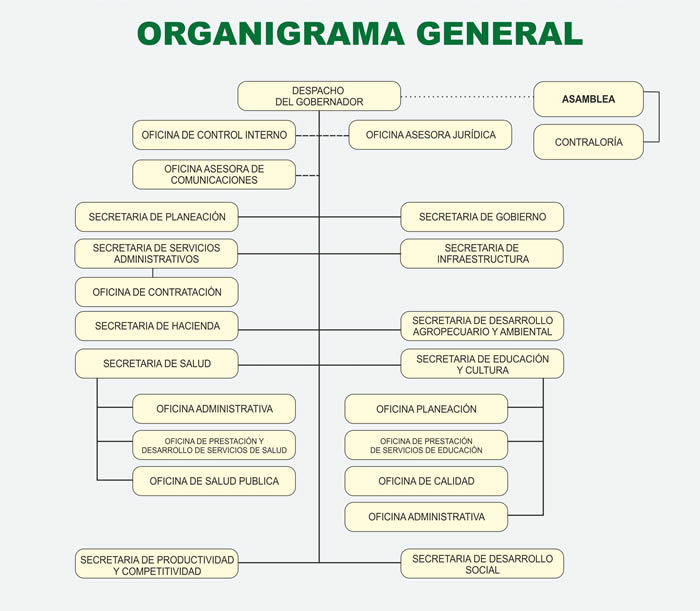 ORGANIGRAMA GENERAL
DESPACHO
DEL GOBERNADOR
ASAMBLEA
OFICINA DE CONTROL INTERNO
OFICINA ASESORA JURÍDICA
CONTRALORÍA
OFICINA ASESORA DE
COMUNICACIONES
SECRETARIA DE PLANEACIÓN
SECRETARIA DE GOBIERNO
SECRETARIA DE SERVICIOS
ADMINISTRATIVOS
SECRETARIA DE
INFRAESTRUCTURA
OFICINA DE CONTRATACIÓN
SECRETARIA DE HACIENDA
SECRETARIA DE DESARROLLO
AGROPECUARIO Y AMBIENTAL
SECRETARIA DE SALUD
SECRETARIA DE EDUCACIÓN
Y CULTURA
OFICINA ADMINISTRATIVA
OFICINA PLANEACIÓN
OFICINA DE PRESTACIÓN Y
DESARROLLO DE SERVICIOS DE SALUD
OFICINA DE PRESTACIÓN
DE SERVICIOS DE EDUCACIÓN
OFICINA DE SALUD PUBLICA
OFICINA DE CALIDAD
OFICINA ADMINISTRATIVA
SECRETARIA DE PRODUCTIVIDAD
Y COMPETITIVIDAD
SECRETARIA DE DESARROLLO
SOCIAL